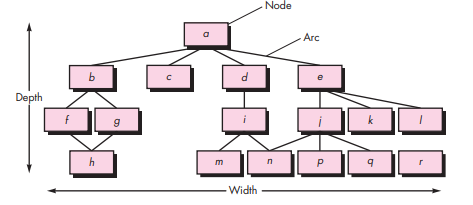 Node
a
Arc
b c d e
Depth
f g i j k l
h m n p q r
Width